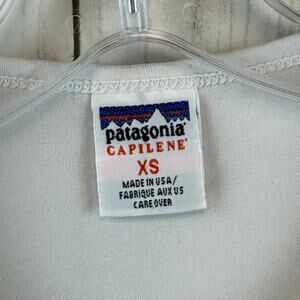 patagonia®
CAPILENE®
XS
MADE IN USA/
FABRIQUE AUX US
CARE OVER